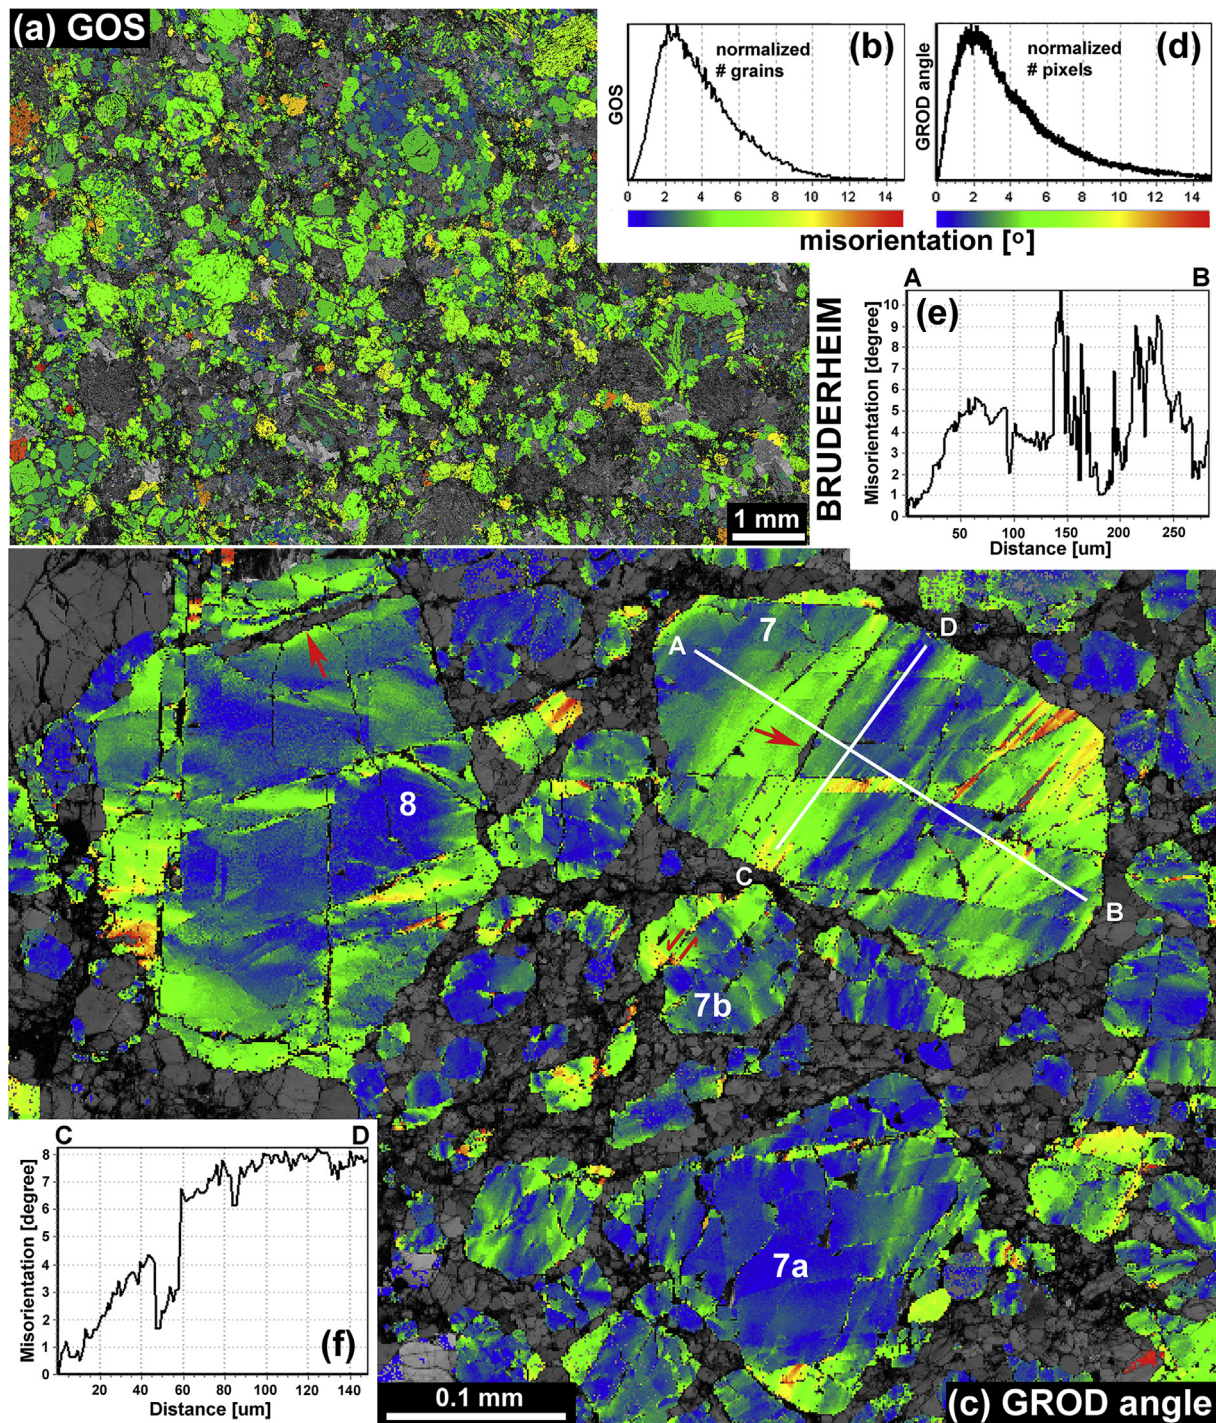 (a) GOS
1 mm
(b)
normalized
# grains
GOS
0 2 4 6 8 10 12 14
(d)
normalized
# pixels
GROD angle
0 2 4 6 8 10 12 14
misorientation [o]
BRUDERHEIM
A B
(e)
Misorientation [degree]
10
9
8
7
6
5
4
3
2
1
0
50 100 150 200 250
Distance [um]
7
A
D
8
C
B
7b
7a
C D
8
7
6
5
4
3
2
1
0
Misorientation [degree]
(f)
20 40 60 80 100 120 140
Distance [um]
0.1 mm
(c) GROD angle